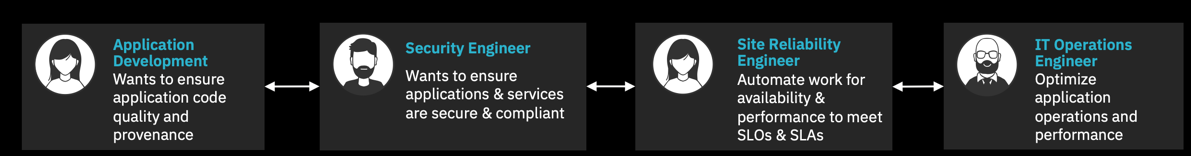 Application
Development
Wants to ensure
application code
quality and
provenance
Security Engineer
Wants to ensure
applications & services
are secure & compliant
Site Reliability
Engineer
Automate work for
availability &
performance to meet
SLOs & SLAs
IT Operations
Engineer
Optimize
application
operations and
performance